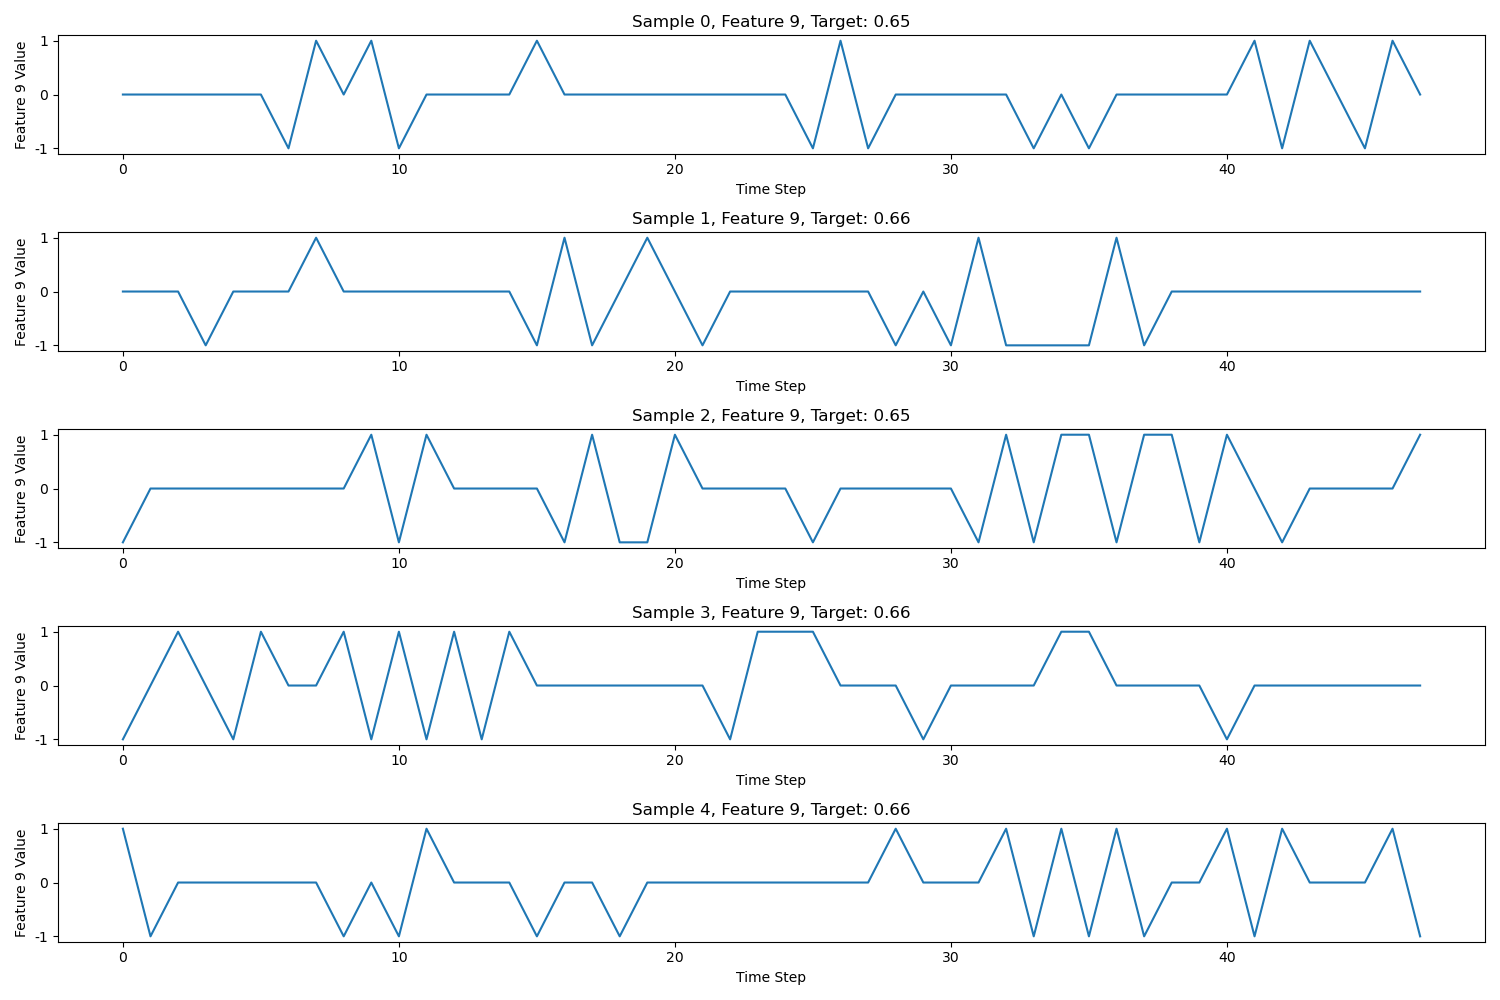 Sample 0, Feature 9, Target: 0.65
Feature 9 Value
1
0
-1
0 10 20 30 40
Time Step
Sample 1, Feature 9, Target: 0.66
Feature 9 Value
1
0
-1
0 10 20 30 40
Time Step
Sample 2, Feature 9, Target: 0.65
Feature 9 Value
1
0
-1
0 10 20 30 40
Time Step
Sample 3, Feature 9, Target: 0.66
Feature 9 Value
1
0
-1
0 10 20 30 40
Time Step
Sample 4, Feature 9, Target: 0.66
Feature 9 Value
1
0
-1
0 10 20 30 40
Time Step